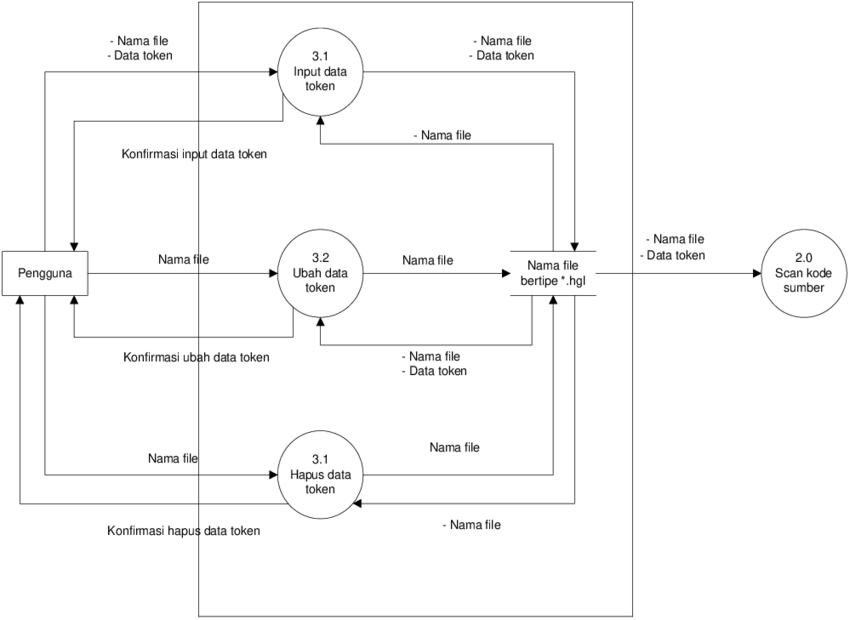 - Nama file
- Data token
3.1
Input data
token
- Nama file
- Data token
- Nama file
Konfirmasi input data token
Pengguna
Nama file
3.2
Ubah data
token
Nama file
Nama file
bertipe *.hgl
- Nama file
- Data token
2.0
Scan kode
sumber
Konfirmasi ubah data token
- Nama file
- Data token
Nama file
3.1
Hapus data
token
Nama file
Konfirmasi hapus data token
- Nama file